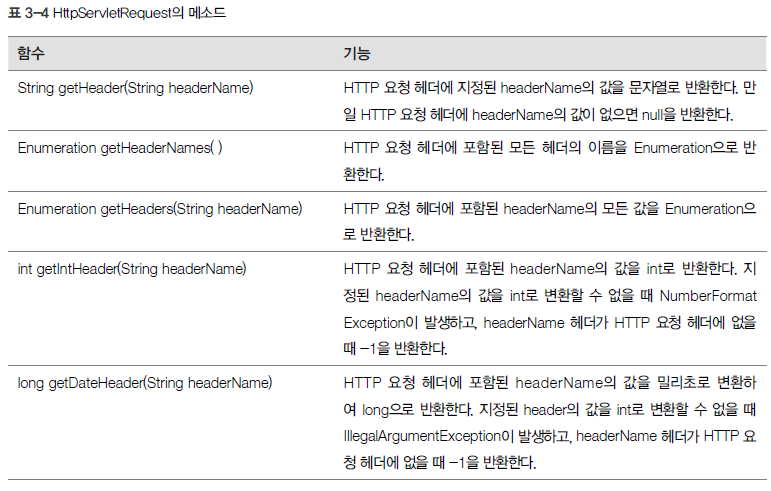 표 3-4 HttpServletRequest의 메소드
함수 기능
String getHeader(String headerName) HTTP 요청 헤더에 지정된 headerName의 값을 문자열로 반환한다. 만
일 HTTP 요청 헤더에 headerName의 값이 없으면 null을 반환한다.
Enumeration getHeaderNames( ) HTTP 요청 헤더에 포함된 모든 헤더의 이름을 Enumeration으로 반
환한다.
Enumeration getHeaders(String headerName) HTTP 요청 헤더에 포함된 headerName의 모든 값을 Enumeration으
로 반환한다.
int getIntHeader(String headerName) HTTP 요청 헤더에 포함된 headerName의 값을 int로 반환한다. 지
정된 headerName의 값을 int로 변환할 수 없을 때 NumberFormat
Exception이 발생하고, headerName 헤더가 HTTP 요청 헤더에 없을
때 -1을 반환한다.
long getDateHeader(String headerName) HTTP 요청 헤더에 포함된 headerName의 값을 밀리초로 변환하
여 long으로 반환한다. 지정된 header의 값을 int로 변환할 수 없을 때
IllegalArgumentException이 발생하고, headerName 헤더가 HTTP 요
청 헤더에 없을 때 -1을 반환한다.